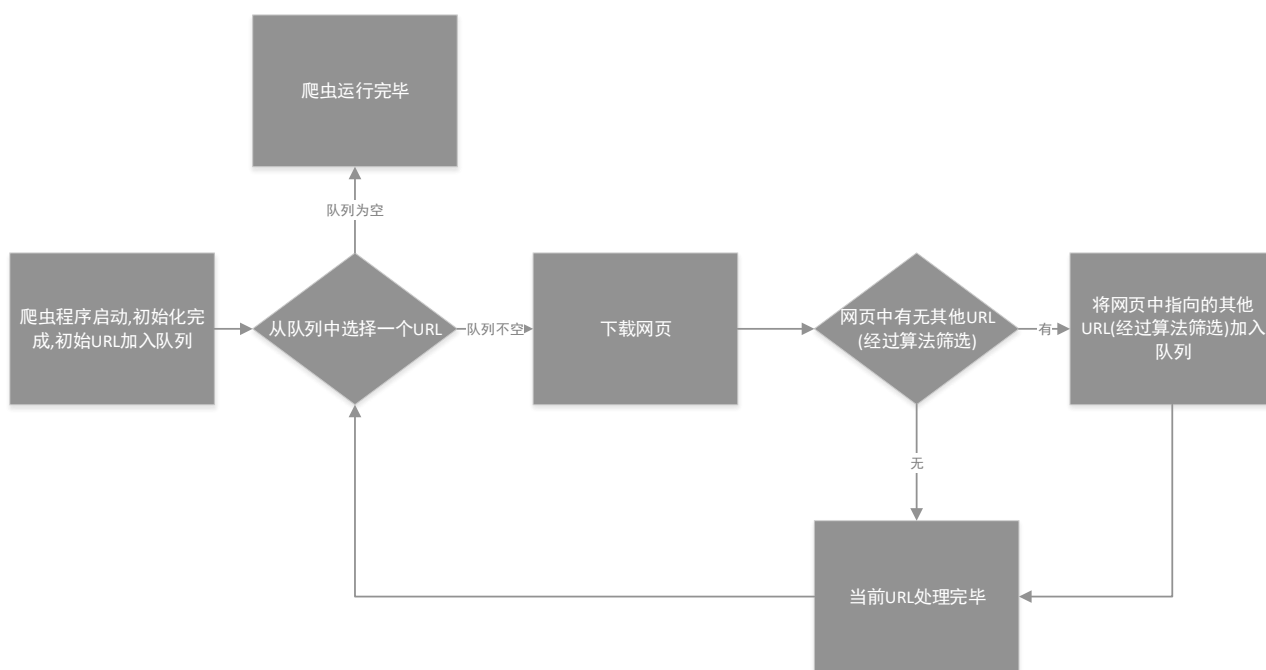 爬虫运行完毕
队列为空
爬虫程序启动,初始化完
成,初始URL加入队列
从队列中选择一个URL
队列不空
下载网页
网页中有无其他URL
(经过算法筛选)
有
将网页中指向的其他
URL(经过算法筛选)加入
队列
无
当前URL处理完毕